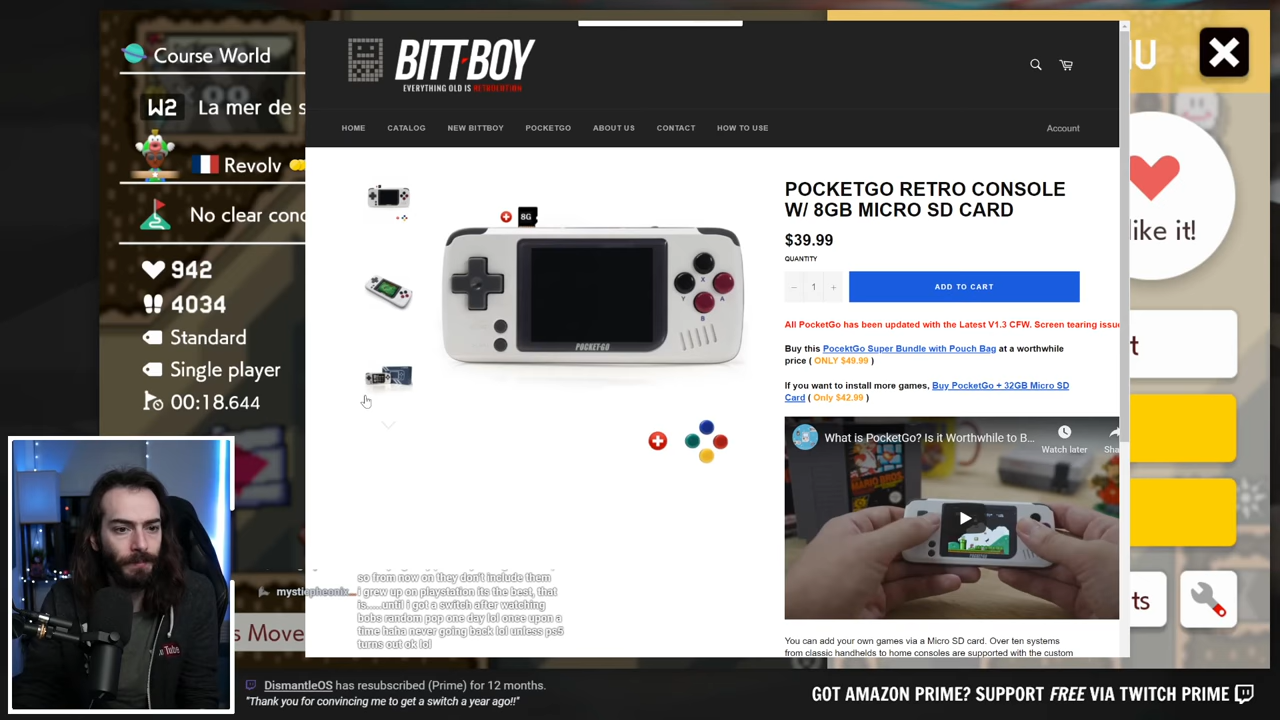 Course World
W2 La mer de s
Revolv
No clear con
942
4034
Standard
Single player
00:18.644
BITTBOY
EVERYTHING OLD IS RETROLUTION
HOME CATALOG NEW BITTBOY POCKETGO ABOUT US CONTACT HOW TO USE
Account
8G
POCKET-GO
X
Y A
B
POCKETGO RETRO CONSOLE
W/ 8GB MICRO SD CARD
$39.99
QUANTITY
− 1 +
ADD TO CART
All PocketGo has been updated with the Latest V1.3 CFW. Screen tearing issue
Buy this PocektGo Super Bundle with Pouch Bag at a worthwhile
price ( ONLY $49.99 )
If you want to install more games, Buy PocketGo + 32GB Micro SD
Card ( Only $42.99 )
What is PocketGo? Is it Worthwhile to B...
Watch later
Sha
You can add your own games via a Micro SD card. Over ten systems
from classic handhelds to home consoles are supported with the custom
NU
like it!
t
ts
so from now on they don't include them
mysticpheonix
i grew up on playstation its the best, that
is.....until i got a switch after watching
bobs random pop one day lol once upon a
time haha never going back lol unless ps5
turns out ok lol
s Move
DismantleOS has resubscribed (Prime) for 12 months.
"Thank you for convincing me to get a switch a year ago!!"
GOT AMAZON PRIME? SUPPORT FREE VIA TWITCH PRIME